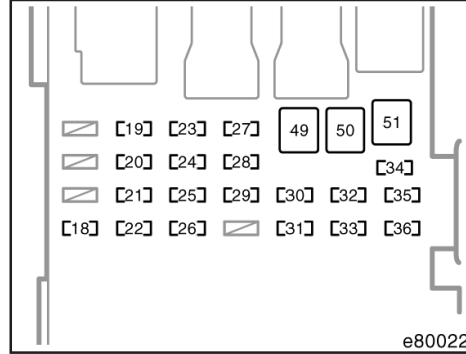 [19] [23] [27] 49 50 51
[20] [24] [28] [34]
[21] [25] [29] [30] [32] [35]
[18] [22] [26] [31] [33] [36]
e80022